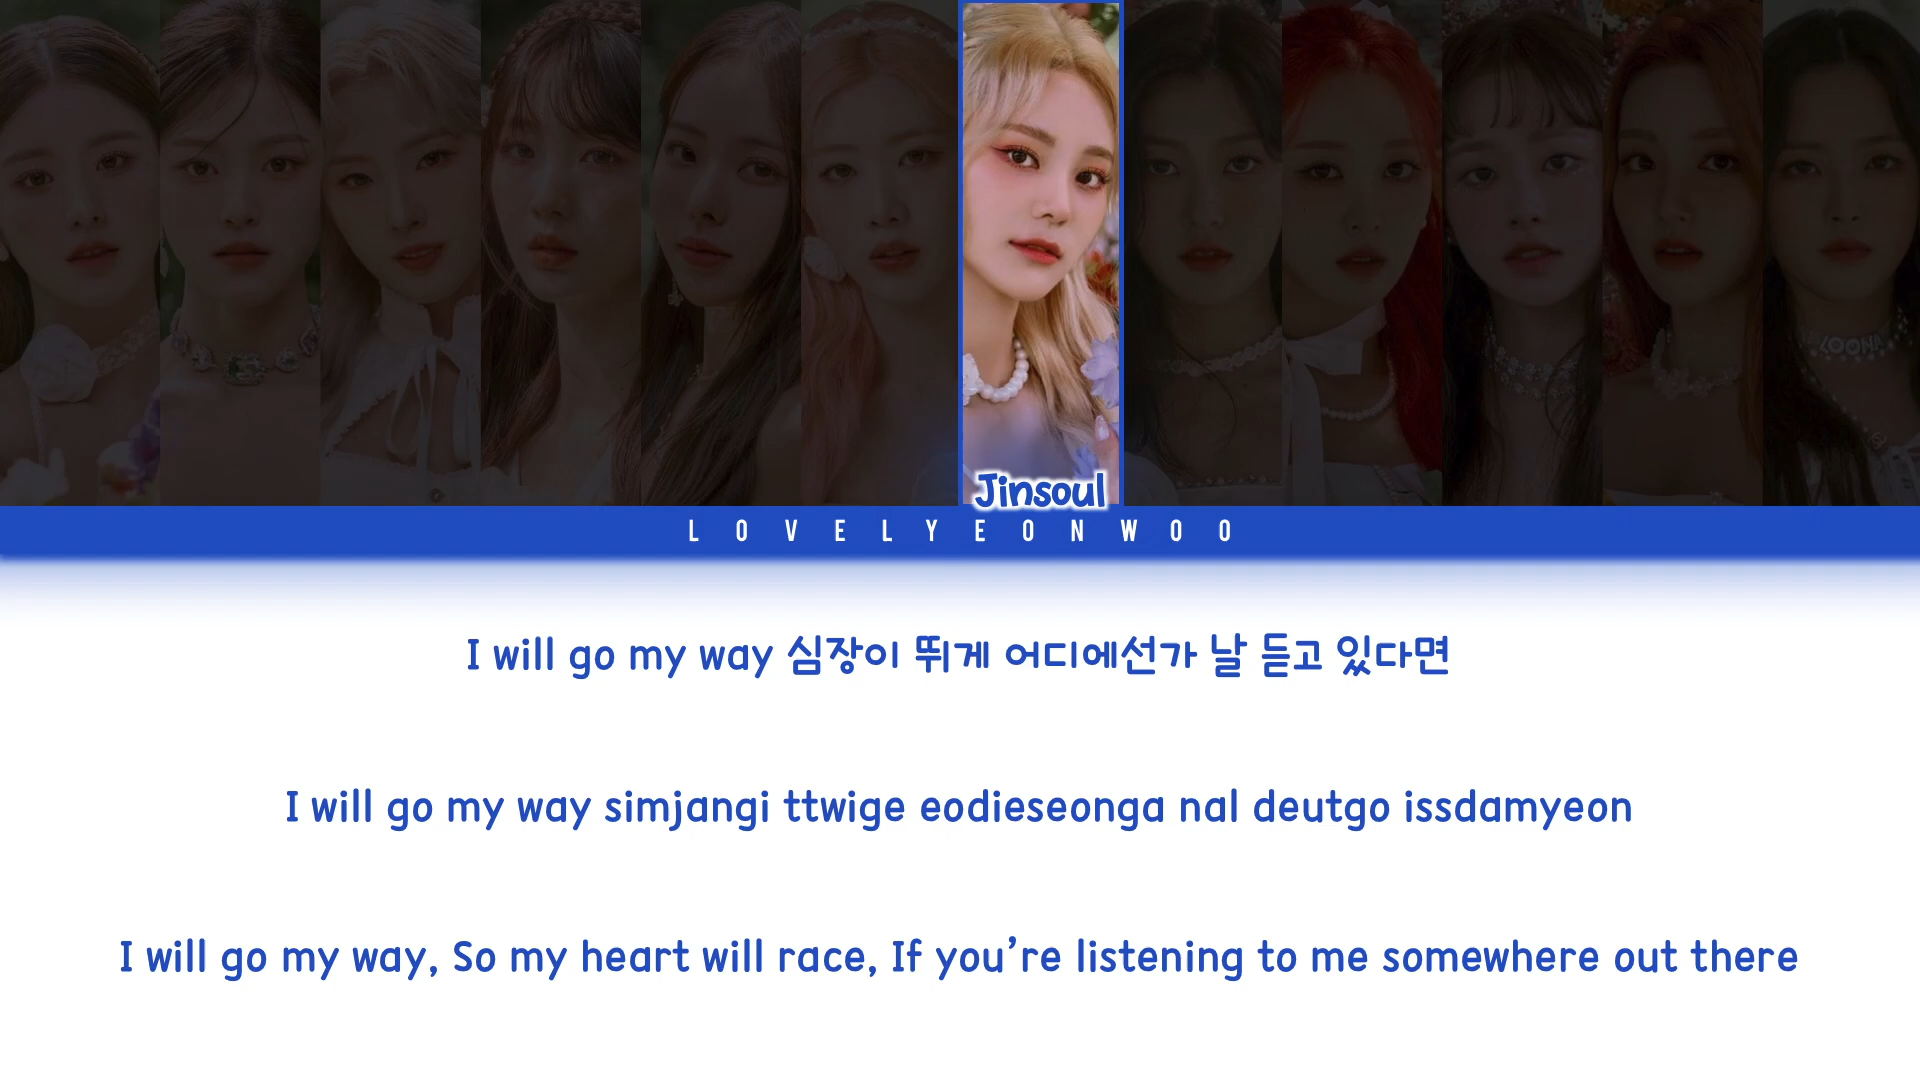 LOONA
Jinsoul
LOVELYEONWOO
I will go my way 심장이 뛰게 어디에선가 날 듣고 있다면
I will go my way simjangi ttwige eodieseonga nal deutgo issdamyeon
I will go my way, So my heart will race, If you’re listening to me somewhere out there